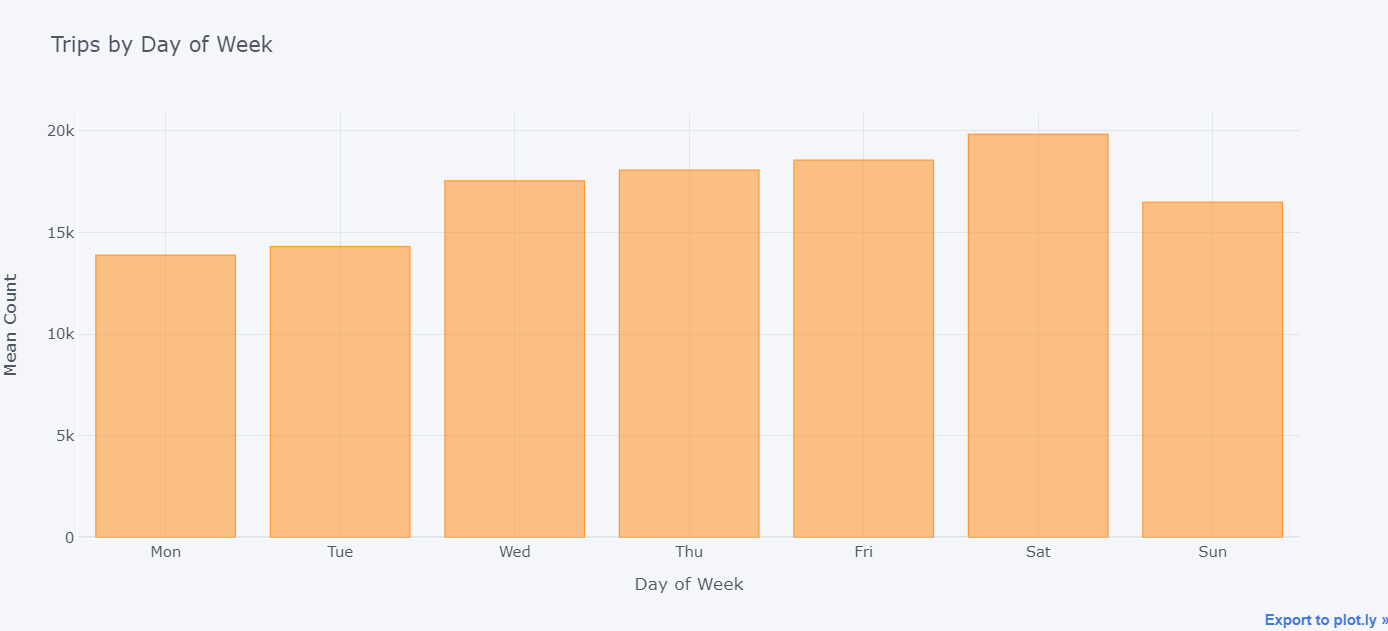 Trips by Day of Week
20k
15k
10k
5k
0
Mean Count
Mon Tue Wed Thu Fri Sat Sun
Day of Week
Export to plot.ly »